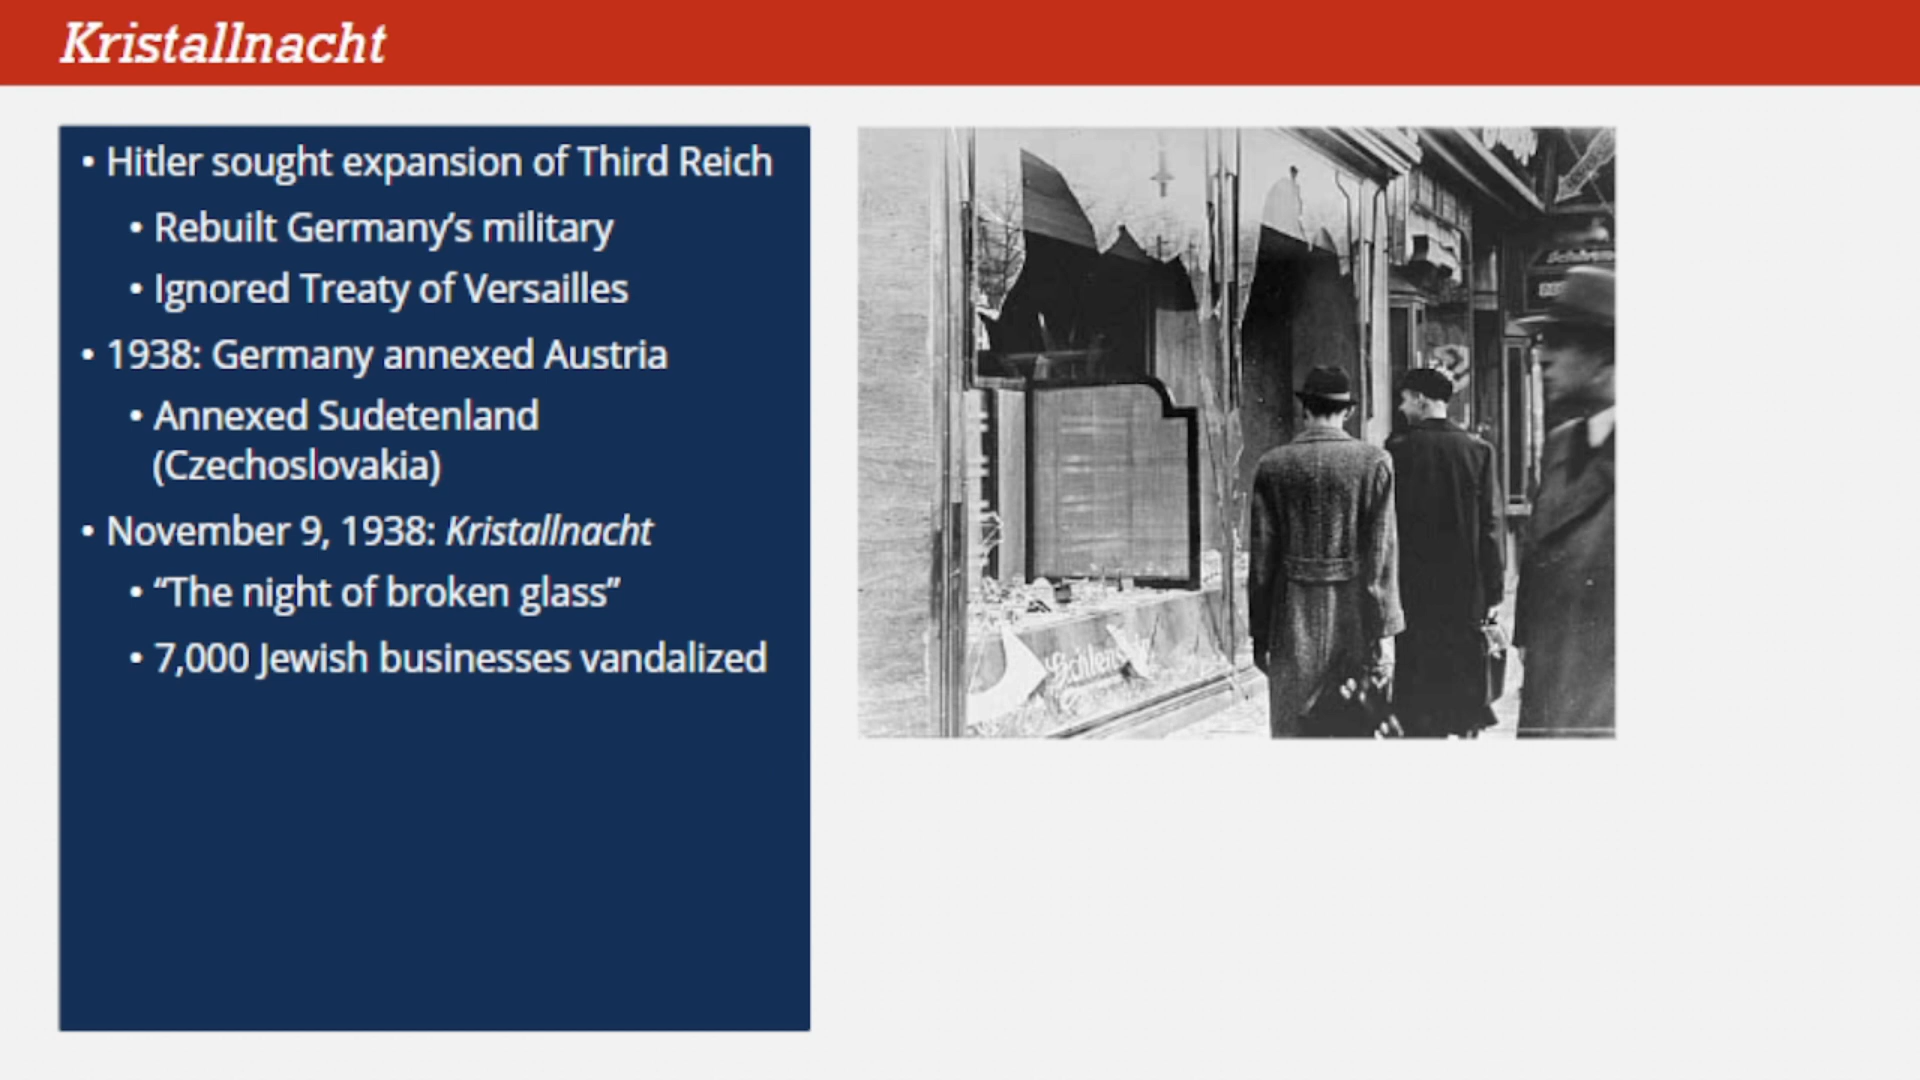 Kristallnacht
• Hitler sought expansion of Third Reich
• Rebuilt Germany’s military
• Ignored Treaty of Versailles
• 1938: Germany annexed Austria
• Annexed Sudetenland
(Czechoslovakia)
• November 9, 1938: Kristallnacht
• “The night of broken glass”
• 7,000 Jewish businesses vandalized